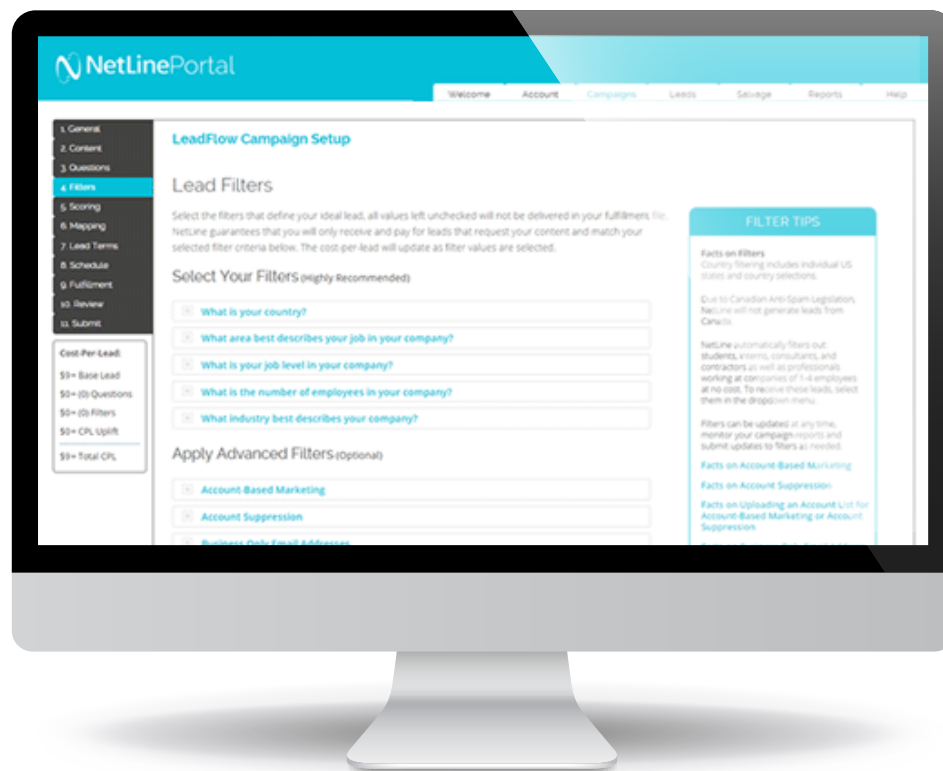 NetLinePortal
Welcome Account Campaigns Leads Salvage Reports Help
1. General
2. Content
3. Questions
4. Filters
5. Scoring
6. Mapping
7. Lead Terms
8. Schedule
9. Fulfillment
10. Review
11. Submit
Cost-Per-Lead:
$9= Base Lead
$0= (0) Questions
$0= (0) Filters
$0= CPL Uplift
$9= Total CPL
LeadFlow Campaign Setup
Lead Filters
Select the filters that define your ideal lead, all values left unchecked will not be delivered in your fulfillment file.
NetLine guarantees that you will only receive and pay for leads that request your content and match your
selected filter criteria below. The cost-per-lead will update as filter values are selected.
Select Your Filters (Highly Recommended)
What is your country?
What area best describes your job in your company?
What is your job level in your company?
What is the number of employees in your company?
What industry best describes your company?
Apply Advanced Filters (Optional)
Account-Based Marketing
Account Suppression
Business Only Email Addresses
FILTER TIPS
Facts on Filters
Country filtering includes individual US
states and country selections.
Due to Canadian Anti-Spam Legislation,
NetLine will not generate leads from
Canada.
NetLine automatically filters out
students, interns, consultants, and
contractors as well as professionals
working at companies of 1-4 employees
at no cost. To receive these leads, select
them in the dropdown menu.
Filters can be updated at any time,
monitor your campaign reports and
submit updates to filters as needed.
Facts on Account-Based Marketing
Facts on Account Suppression
Facts on Uploading an Account List for
Account-Based Marketing or Account
Suppression